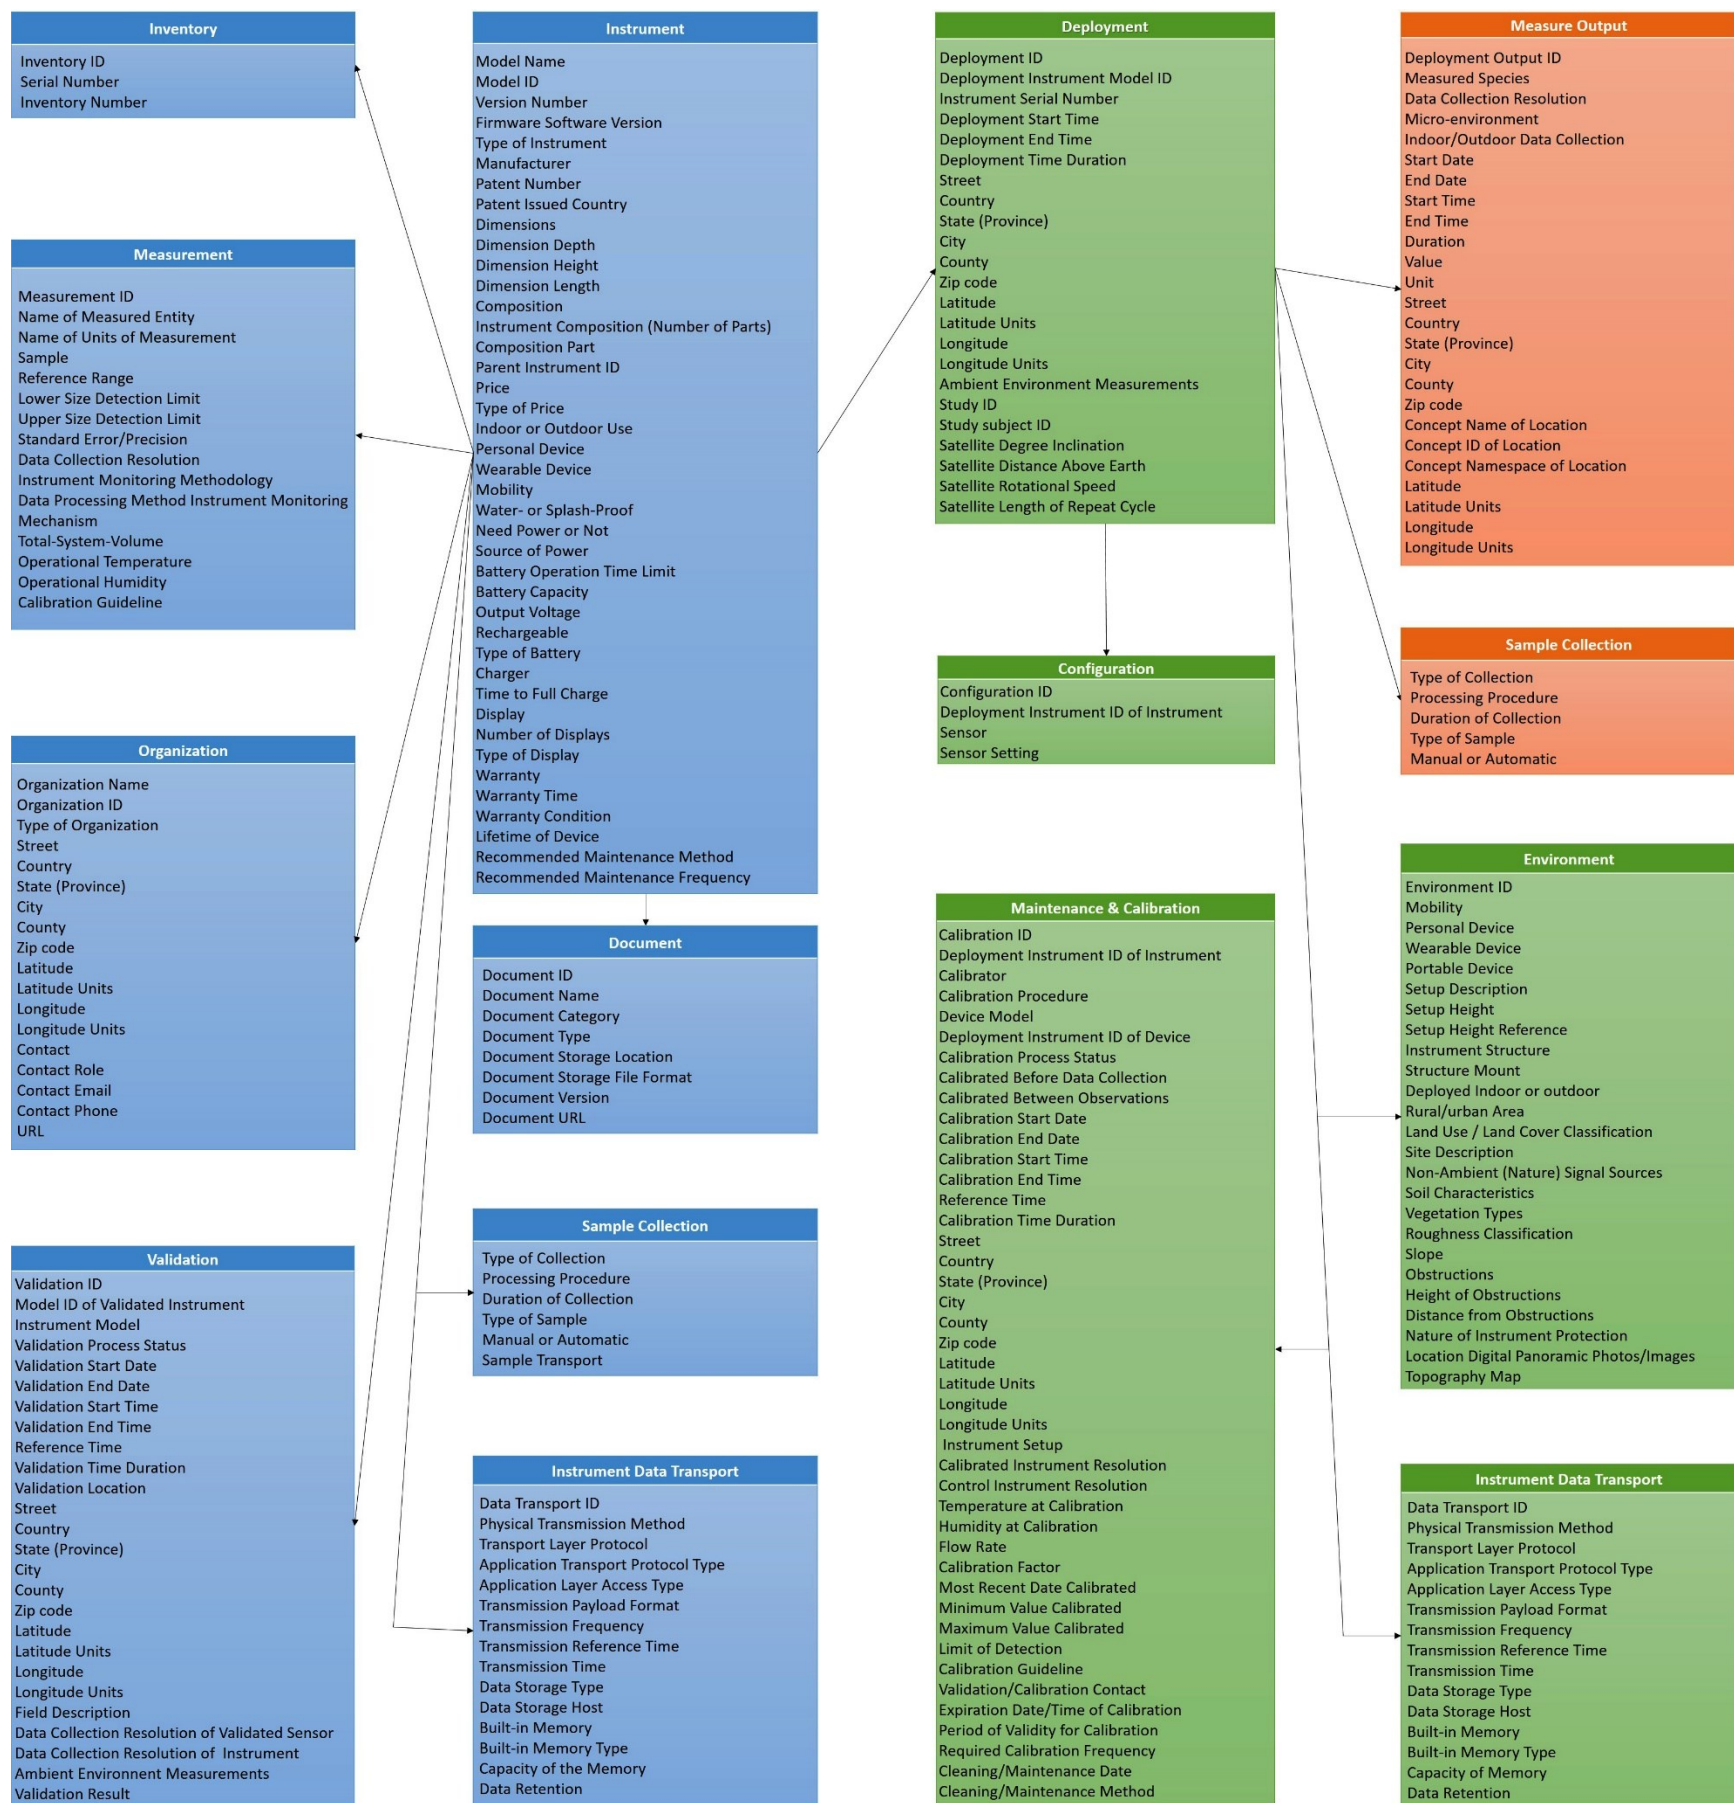 Inventory
Inventory ID
Serial Number
Inventory Number
Measurement
Measurement ID
Name of Measured Entity
Name of Units of Measurement
Sample
Reference Range
Lower Size Detection Limit
Upper Size Detection Limit
Standard Error/Precision
Data Collection Resolution
Instrument Monitoring Methodology
Data Processing Method Instrument Monitoring
Mechanism
Total-System-Volume
Operational Temperature
Operational Humidity
Calibration Guideline
Organization
Organization Name
Organization ID
Type of Organization
Street
Country
State (Province)
City
County
Zip code
Latitude
Latitude Units
Longitude
Longitude Units
Contact
Contact Role
Contact Email
Contact Phone
URL
Validation
Validation ID
Model ID of Validated Instrument
Instrument Model
Validation Process Status
Validation Start Date
Validation End Date
Validation Start Time
Validation End Time
Reference Time
Validation Time Duration
Validation Location
Street
Country
State (Province)
City
County
Zip code
Latitude
Latitude Units
Longitude
Longitude Units
Field Description
Data Collection Resolution of Validated Sensor
Data Collection Resolution of Instrument
Ambient Environnent Measurements
Validation Result
Instrument
Model Name
Model ID
Version Number
Firmware Software Version
Type of Instrument
Manufacturer
Patent Number
Patent Issued Country
Dimensions
Dimension Depth
Dimension Height
Dimension Length
Composition
Instrument Composition (Number of Parts)
Composition Part
Parent Instrument ID
Price
Type of Price
Indoor or Outdoor Use
Personal Device
Wearable Device
Mobility
Water- or Splash-Proof
Need Power or Not
Source of Power
Battery Operation Time Limit
Battery Capacity
Output Voltage
Rechargeable
Type of Battery
Charger
Time to Full Charge
Display
Number of Displays
Type of Display
Warranty
Warranty Time
Warranty Condition
Lifetime of Device
Recommended Maintenance Method
Recommended Maintenance Frequency
Document
Document ID
Document Name
Document Category
Document Type
Document Storage Location
Document Storage File Format
Document Version
Document URL
Sample Collection
Type of Collection
Processing Procedure
Duration of Collection
Type of Sample
Manual or Automatic
Sample Transport
Instrument Data Transport
Data Transport ID
Physical Transmission Method
Transport Layer Protocol
Application Transport Protocol Type
Application Layer Access Type
Transmission Payload Format
Transmission Frequency
Transmission Reference Time
Transmission Time
Data Storage Type
Data Storage Host
Built-in Memory
Built-in Memory Type
Capacity of the Memory
Data Retention
Deployment
Deployment ID
Deployment Instrument Model ID
Instrument Serial Number
Deployment Start Time
Deployment End Time
Deployment Time Duration
Street
Country
State (Province)
City
County
Zip code
Latitude
Latitude Units
Longitude
Longitude Units
Ambient Environment Measurements
Study ID
Study subject ID
Satellite Degree Inclination
Satellite Distance Above Earth
Satellite Rotational Speed
Satellite Length of Repeat Cycle
Configuration
Configuration ID
Deployment Instrument ID of Instrument
Sensor
Sensor Setting
Maintenance & Calibration
Calibration ID
Deployment Instrument ID of Instrument
Calibrator
Calibration Procedure
Device Model
Deployment Instrument ID of Device
Calibration Process Status
Calibrated Before Data Collection
Calibrated Between Observations
Calibration Start Date
Calibration End Date
Calibration Start Time
Calibration End Time
Reference Time
Calibration Time Duration
Street
Country
State (Province)
City
County
Zip code
Latitude
Latitude Units
Longitude
Longitude Units
Instrument Setup
Calibrated Instrument Resolution
Control Instrument Resolution
Temperature at Calibration
Humidity at Calibration
Flow Rate
Calibration Factor
Most Recent Date Calibrated
Minimum Value Calibrated
Maximum Value Calibrated
Limit of Detection
Calibration Guideline
Validation/Calibration Contact
Expiration Date/Time of Calibration
Period of Validity for Calibration
Required Calibration Frequency
Cleaning/Maintenance Date
Cleaning/Maintenance Method
Measure Output
Deployment Output ID
Measured Species
Data Collection Resolution
Micro-environment
Indoor/Outdoor Data Collection
Start Date
End Date
Start Time
End Time
Duration
Value
Unit
Street
Country
State (Province)
City
County
Zip code
Concept Name of Location
Concept ID of Location
Concept Namespace of Location
Latitude
Latitude Units
Longitude
Longitude Units
Sample Collection
Type of Collection
Processing Procedure
Duration of Collection
Type of Sample
Manual or Automatic
Environment
Environment ID
Mobility
Personal Device
Wearable Device
Portable Device
Setup Description
Setup Height
Setup Height Reference
Instrument Structure
Structure Mount
Deployed Indoor or outdoor
Rural/urban Area
Land Use / Land Cover Classification
Site Description
Non-Ambient (Nature) Signal Sources
Soil Characteristics
Vegetation Types
Roughness Classification
Slope
Obstructions
Height of Obstructions
Distance from Obstructions
Nature of Instrument Protection
Location Digital Panoramic Photos/Images
Topography Map
Instrument Data Transport
Data Transport ID
Physical Transmission Method
Transport Layer Protocol
Application Transport Protocol Type
Application Layer Access Type
Transmission Payload Format
Transmission Frequency
Transmission Reference Time
Transmission Time
Data Storage Type
Data Storage Host
Built-in Memory
Built-in Memory Type
Capacity of Memory
Data Retention